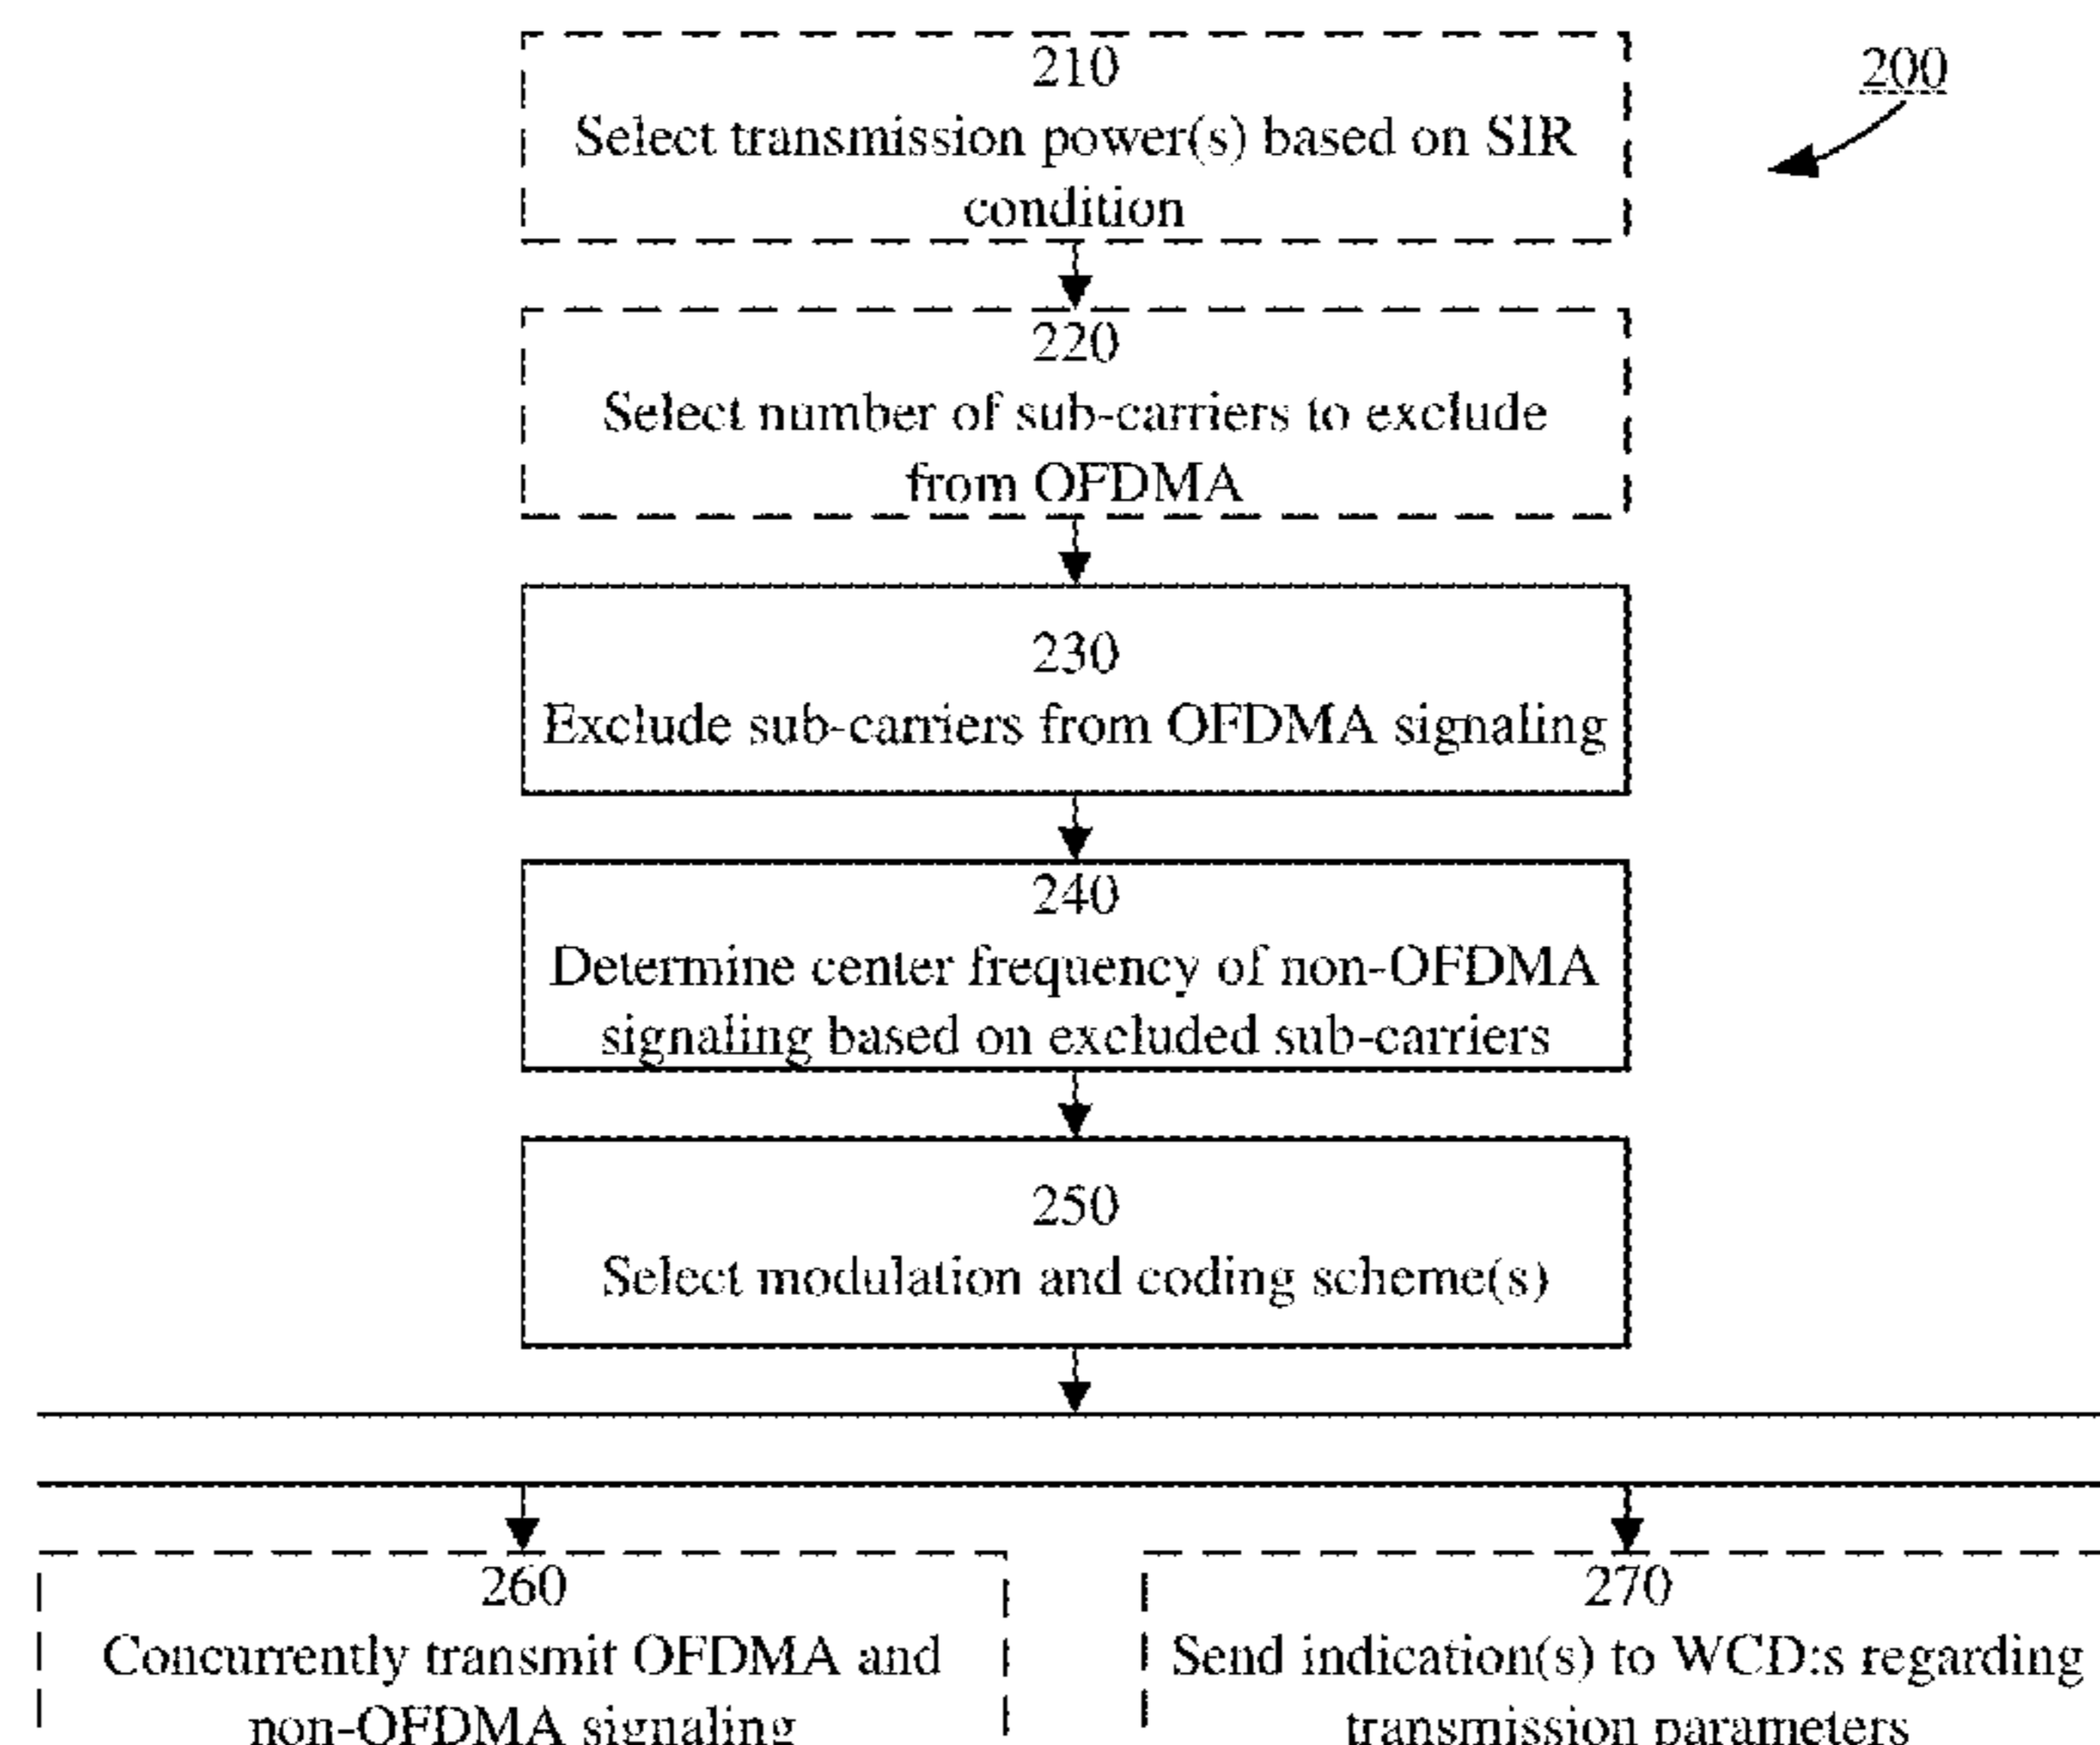 210
200
Select transmission power(s) based on SIR
condition
220
Select number of sub-carriers to exclude
from OFDMA
230
Exclude sub-carriers from OFDMA signaling
240
Determine center frequency of non-OFDMA
signaling based on excluded sub-carriers
250
Select modulation and coding scheme(s)
260
Concurrently transmit OFDMA and
non-OFDMA signaling
270
Send indication(s) to WCD:s regarding
transmission parameters